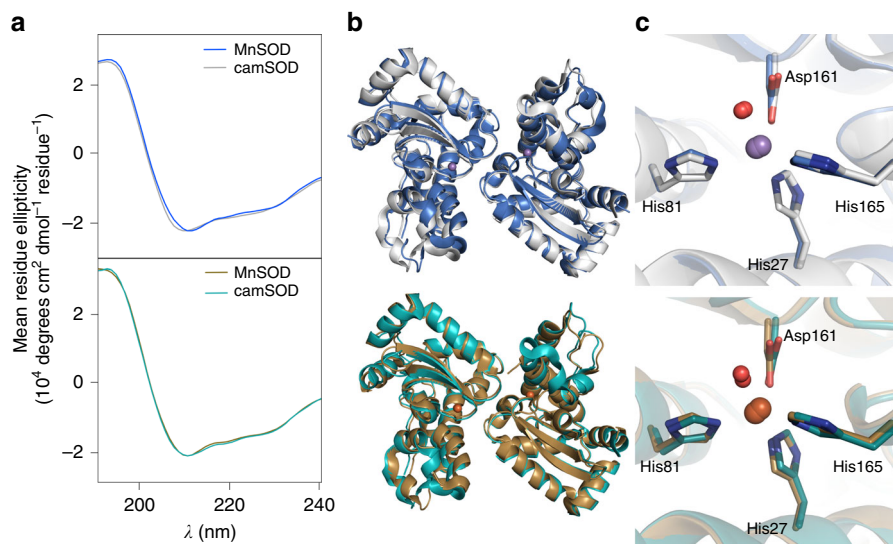 a
b
c
MnSOD
camSOD
2
0
−2
MnSOD
camSOD
2
0
−2
200
220
240
λ (nm)
Mean residue ellipticity
(10⁴ degrees cm² dmol⁻¹ residue⁻¹)
Asp161
His81
His165
His27
Asp161
His81
His165
His27